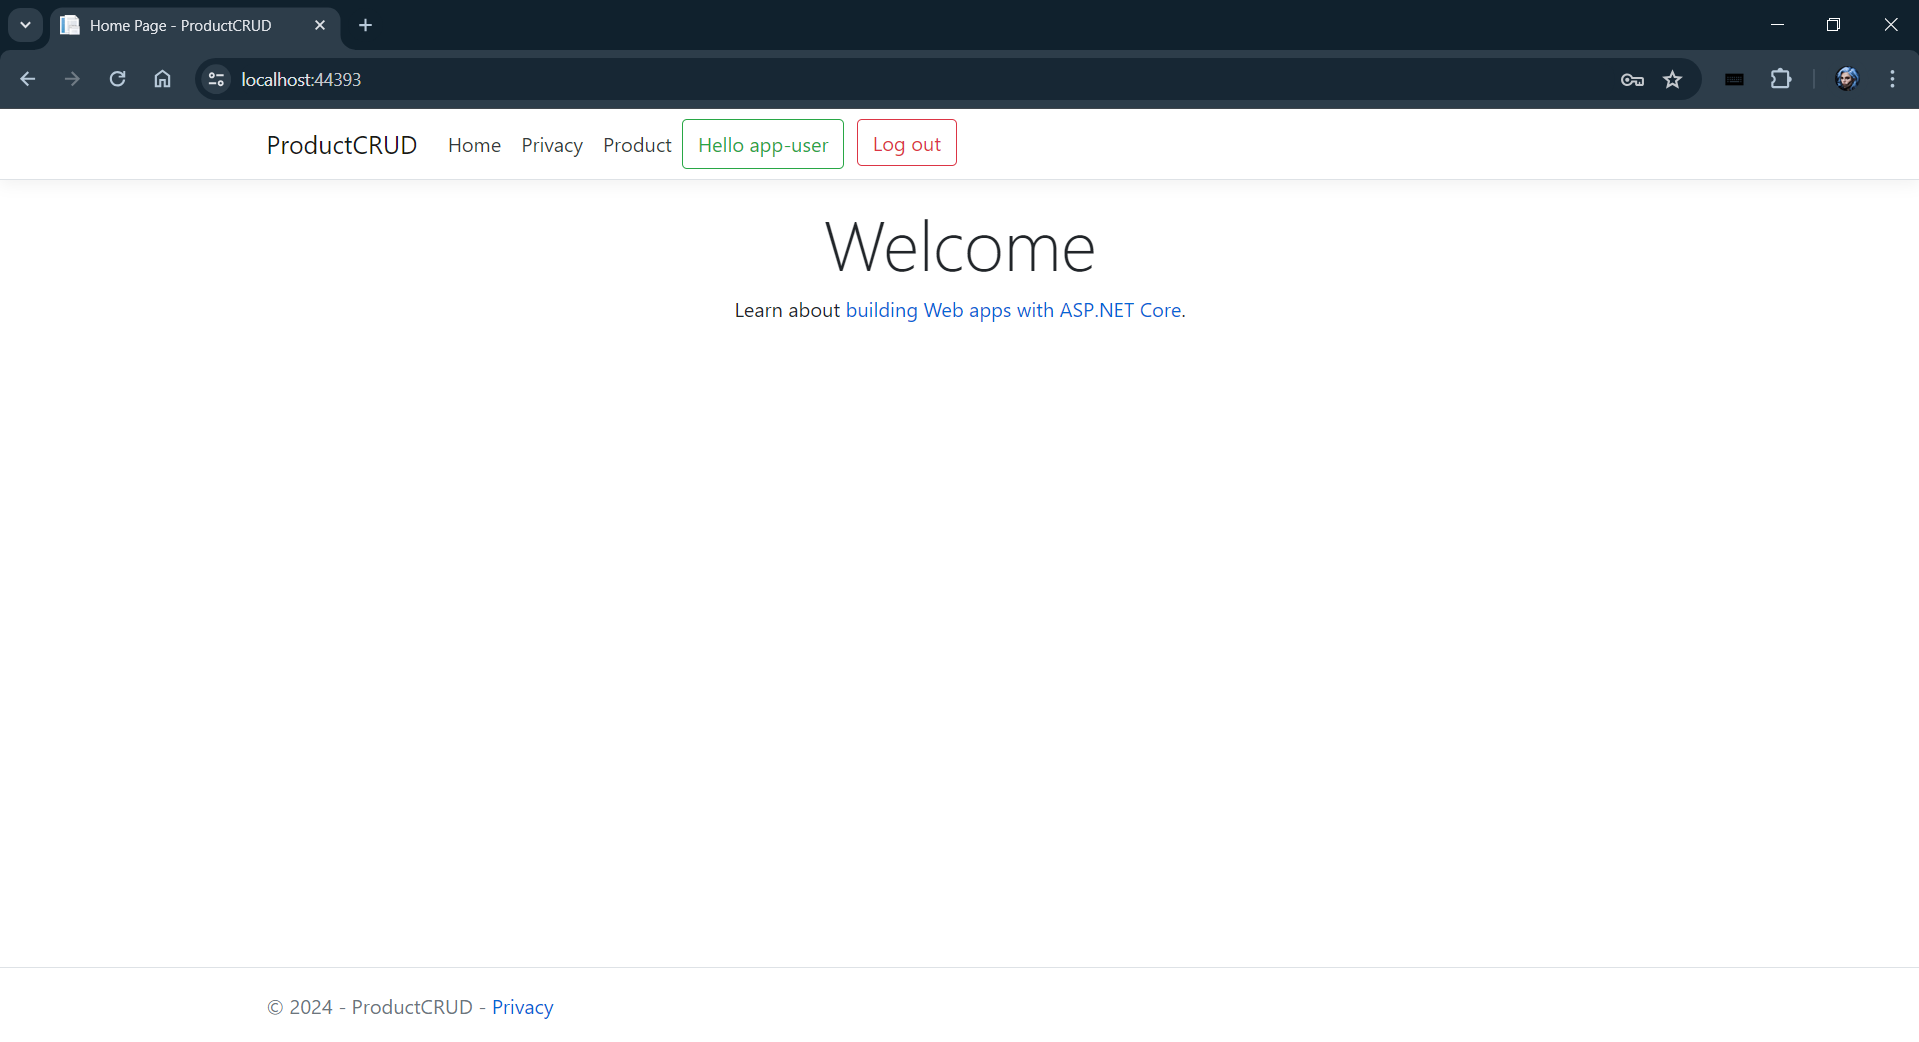 Home Page - ProductCRUD
localhost:44393
ProductCRUD Home Privacy Product Hello app-user Log out
Welcome
Learn about building Web apps with ASP.NET Core.
© 2024 - ProductCRUD - Privacy